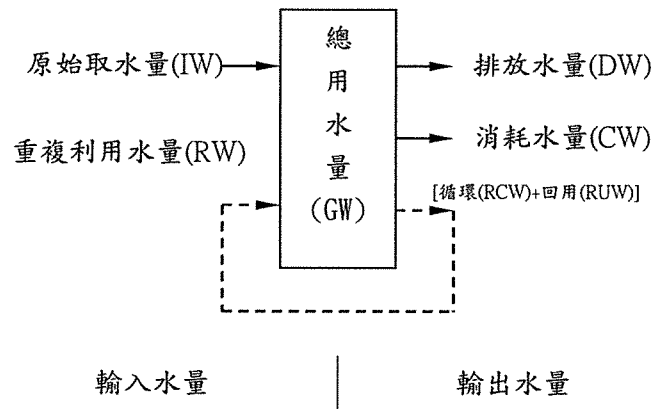 原始取水量(IW)
重複利用水量(RW)
總用水量(GW)
排放水量(DW)
消耗水量(CW)
[循環(RCW)+回用(RUW)]
輸入水量
輸出水量